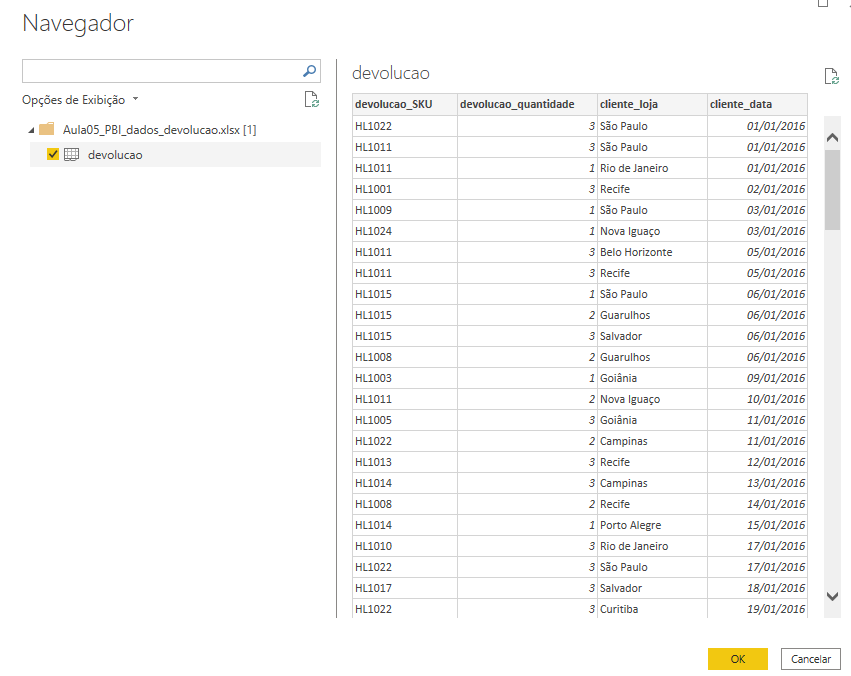 Navegador
Opções de Exibição
Aula05_PBI_dados_devolucao.xlsx [1]
devolucao
devolucao
devolucao_SKU devolucao_quantidade cliente_loja cliente_data
HL1022 3 São Paulo 01/01/2016
HL1011 3 São Paulo 01/01/2016
HL1011 1 Rio de Janeiro 01/01/2016
HL1001 3 Recife 02/01/2016
HL1009 1 São Paulo 03/01/2016
HL1024 1 Nova Iguaço 03/01/2016
HL1011 3 Belo Horizonte 05/01/2016
HL1011 3 Recife 05/01/2016
HL1015 1 São Paulo 06/01/2016
HL1015 2 Guarulhos 06/01/2016
HL1015 3 Salvador 06/01/2016
HL1008 2 Guarulhos 06/01/2016
HL1003 1 Goiânia 09/01/2016
HL1011 2 Nova Iguaço 10/01/2016
HL1005 3 Goiânia 11/01/2016
HL1022 2 Campinas 11/01/2016
HL1013 3 Recife 12/01/2016
HL1014 3 Campinas 13/01/2016
HL1008 2 Recife 14/01/2016
HL1014 1 Porto Alegre 15/01/2016
HL1010 3 Rio de Janeiro 17/01/2016
HL1022 3 São Paulo 17/01/2016
HL1017 3 Salvador 18/01/2016
HL1022 3 Curitiba 19/01/2016
OK Cancelar